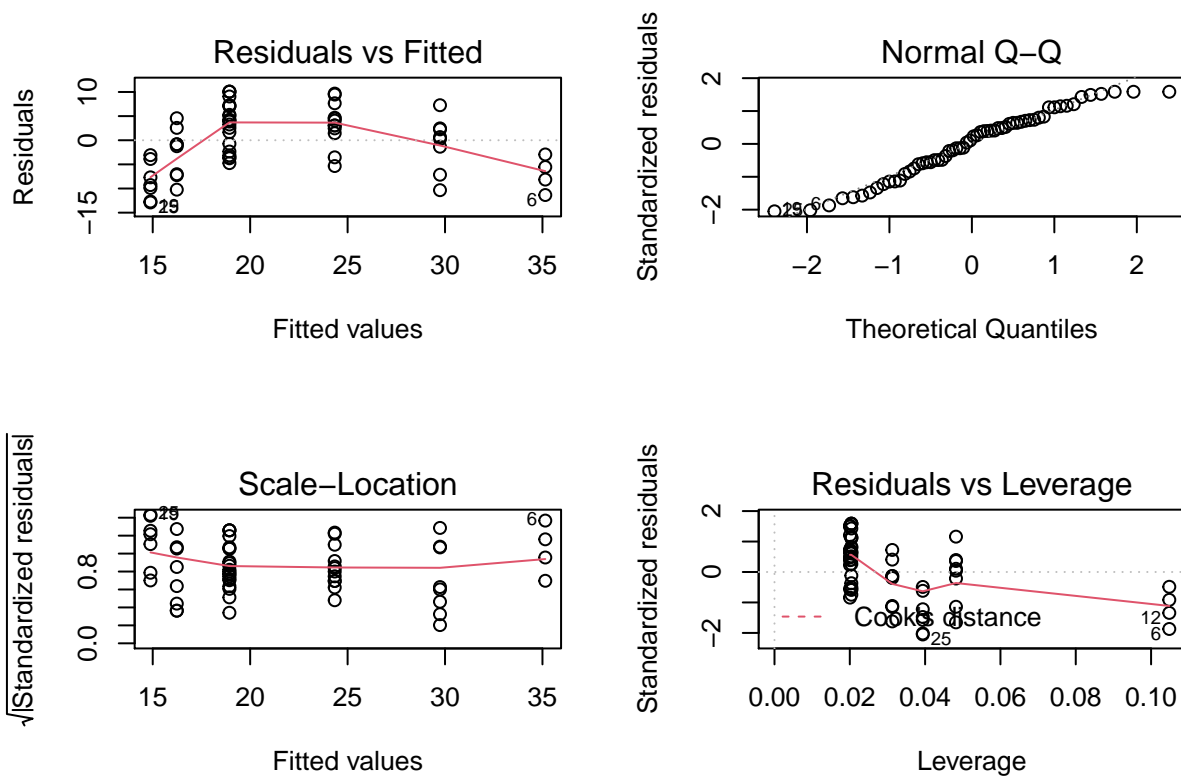 Residuals vs Fitted
Residuals
10
0
−15
15 20 25 30 35
Fitted values
6
Normal Q−Q
Standardized residuals
2
0
−2
−2 −1 0 1 2
Theoretical Quantiles
6
Scale−Location
√|Standardized residuals|
0.8
0.0
15 20 25 30 35
Fitted values
6
Residuals vs Leverage
Standardized residuals
2
0
−2
0.00 0.02 0.04 0.06 0.08 0.10
Leverage
Cook's distance
12
6
25